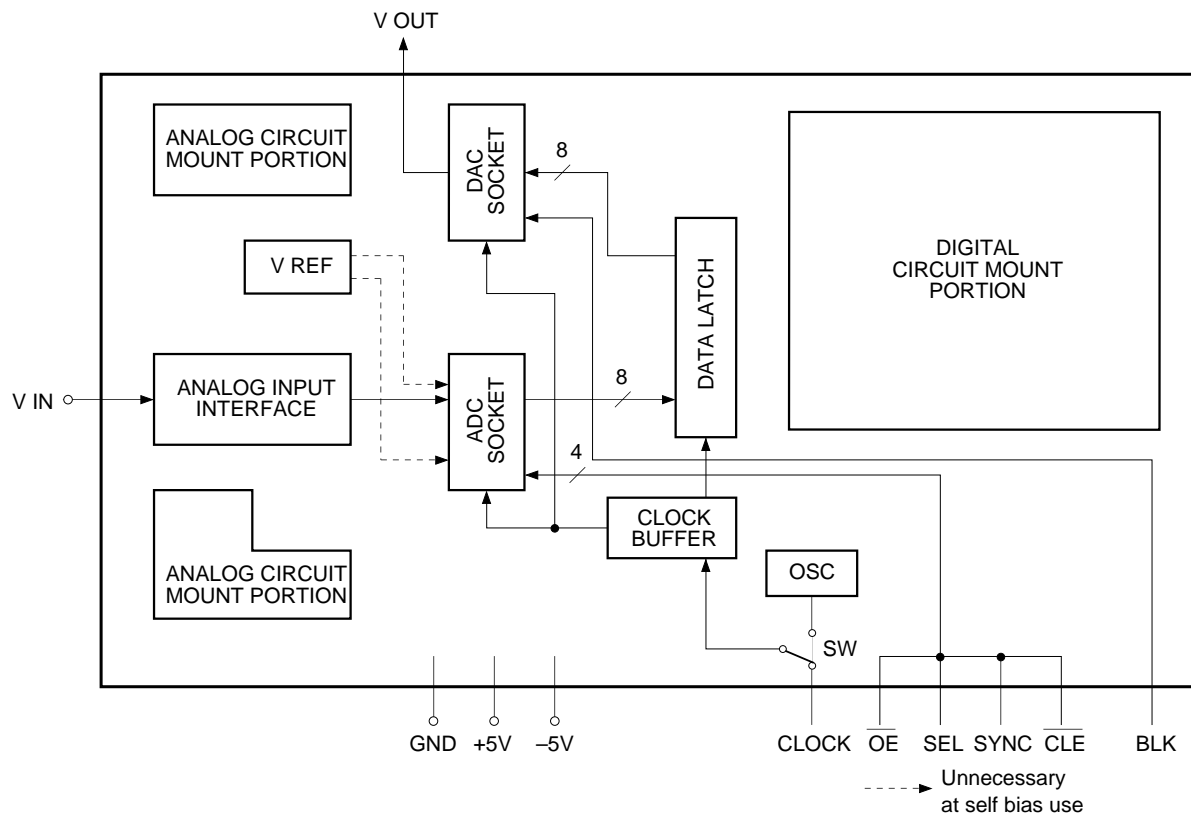 V OUT
ANALOG CIRCUIT
MOUNT PORTION
DAC
SOCKET
8
V REF
DATA LATCH
DIGITAL
CIRCUIT MOUNT
PORTION
V IN
ANALOG INPUT
INTERFACE
ADC
SOCKET
8
4
CLOCK
BUFFER
ANALOG CIRCUIT
MOUNT PORTION
OSC
SW
GND
+5V
–5V
CLOCK
O̅E̅
SEL
SYNC
C̅L̅E̅
BLK
Unnecessary
at self bias use